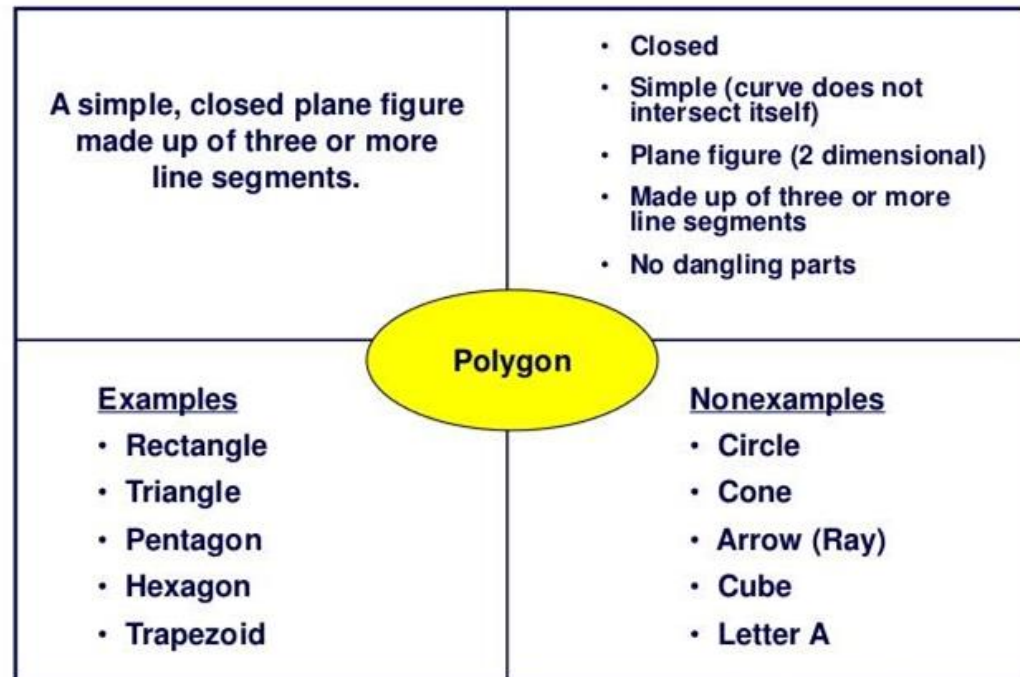 A simple, closed plane figure
made up of three or more
line segments.
• Closed
• Simple (curve does not
intersect itself)
• Plane figure (2 dimensional)
• Made up of three or more
line segments
• No dangling parts
Polygon
Examples
• Rectangle
• Triangle
• Pentagon
• Hexagon
• Trapezoid
Nonexamples
• Circle
• Cone
• Arrow (Ray)
• Cube
• Letter A